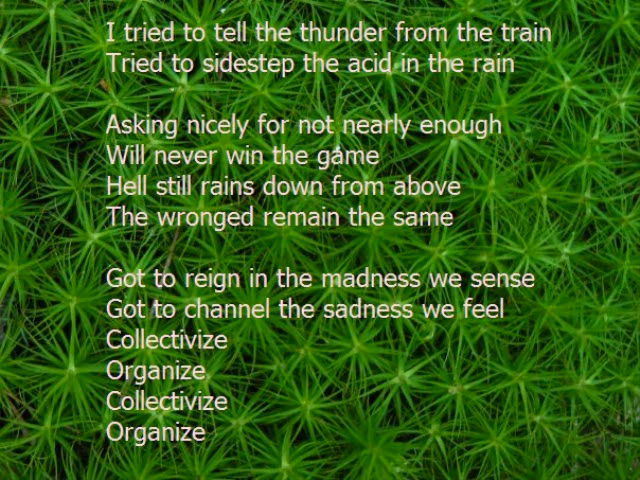 I tried to tell the thunder from the train
Tried to sidestep the acid in the rain
Asking nicely for not nearly enough
Will never win the game
Hell still rains down from above
The wronged remain the same
Got to reign in the madness we sense
Got to channel the sadness we feel
Collectivize
Organize
Collectivize
Organize